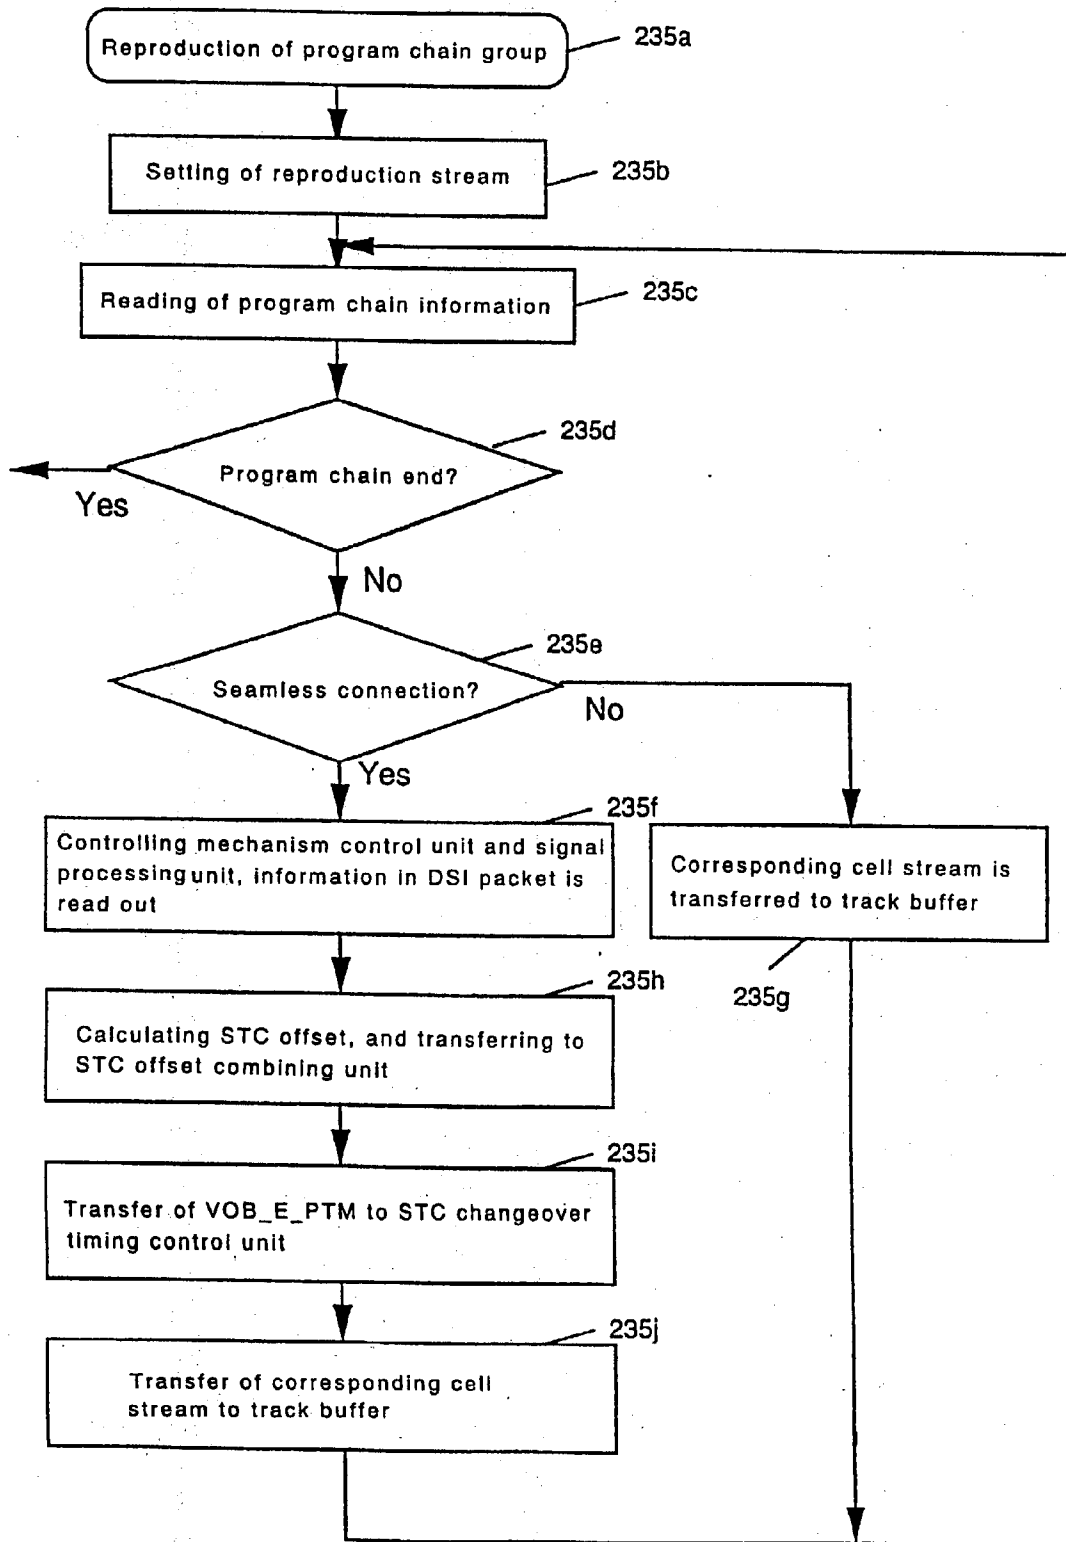 Reproduction of program chain group
235a
Setting of reproduction stream
235b
Reading of program chain information
235c
Program chain end?
235d
Yes
No
Seamless connection?
235e
No
Yes
Controlling mechanism control unit and signal
processing unit, information in DSI packet is
read out
235f
Corresponding cell stream is
transferred to track buffer
235g
Calculating STC offset, and transferring to
STC offset combining unit
235h
Transfer of VOB_E_PTM to STC changeover
timing control unit
235i
Transfer of corresponding cell
stream to track buffer
235j